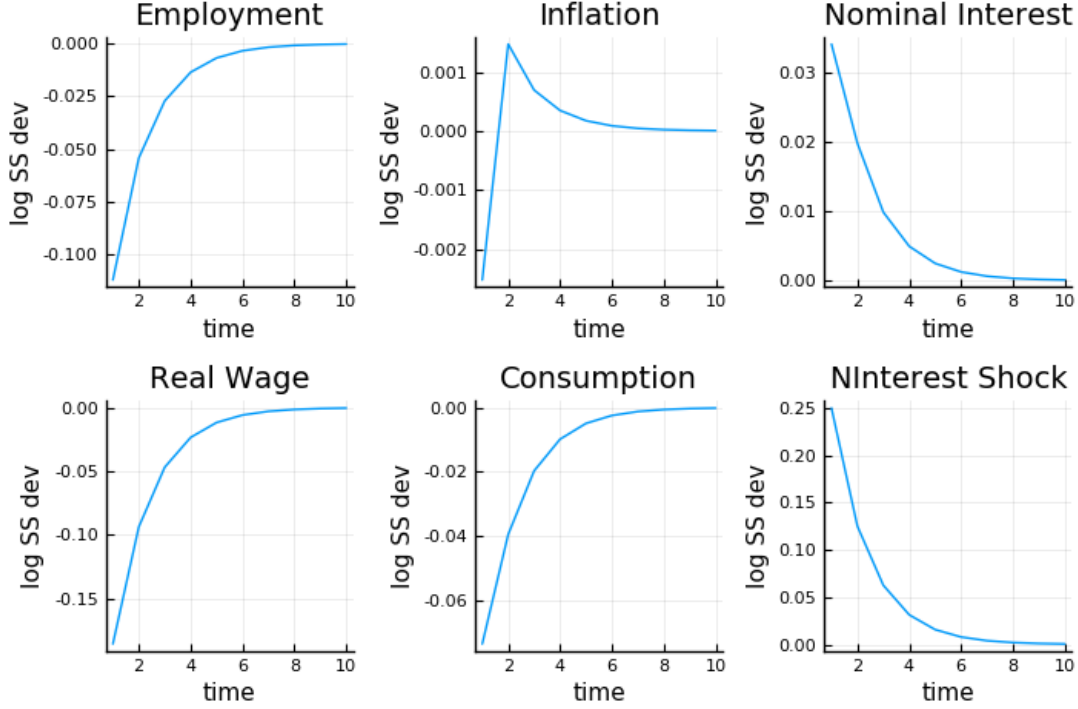 Employment
0.000
-0.025
-0.050
-0.075
-0.100
log SS dev
2 4 6 8 10
time
Inflation
0.001
0.000
-0.001
-0.002
log SS dev
2 4 6 8 10
time
Nominal Interest
0.03
0.02
0.01
0.00
log SS dev
2 4 6 8 10
time
Real Wage
0.00
-0.05
-0.10
-0.15
log SS dev
2 4 6 8 10
time
Consumption
0.00
-0.02
-0.04
-0.06
log SS dev
2 4 6 8 10
time
NInterest Shock
0.25
0.20
0.15
0.10
0.05
0.00
log SS dev
2 4 6 8 10
time